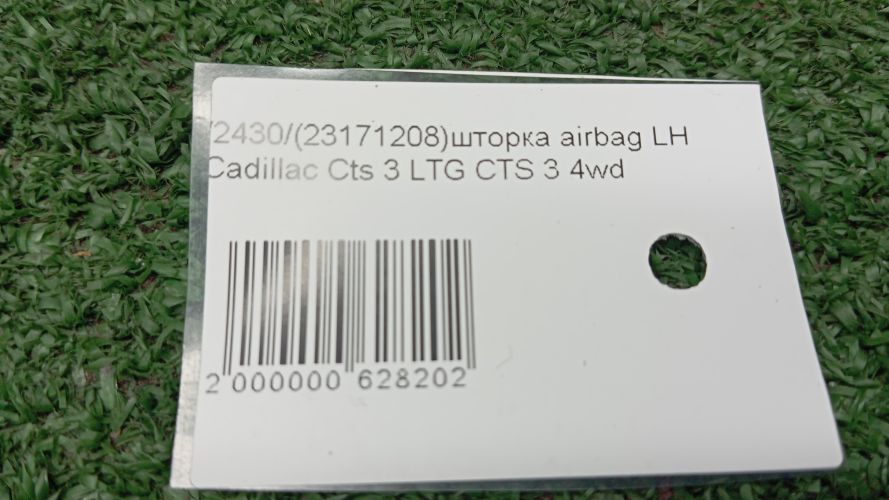 /2430/(23171208)шторка airbag LH
Cadillac Cts 3 LTG CTS 3 4wd
2 000000 628202